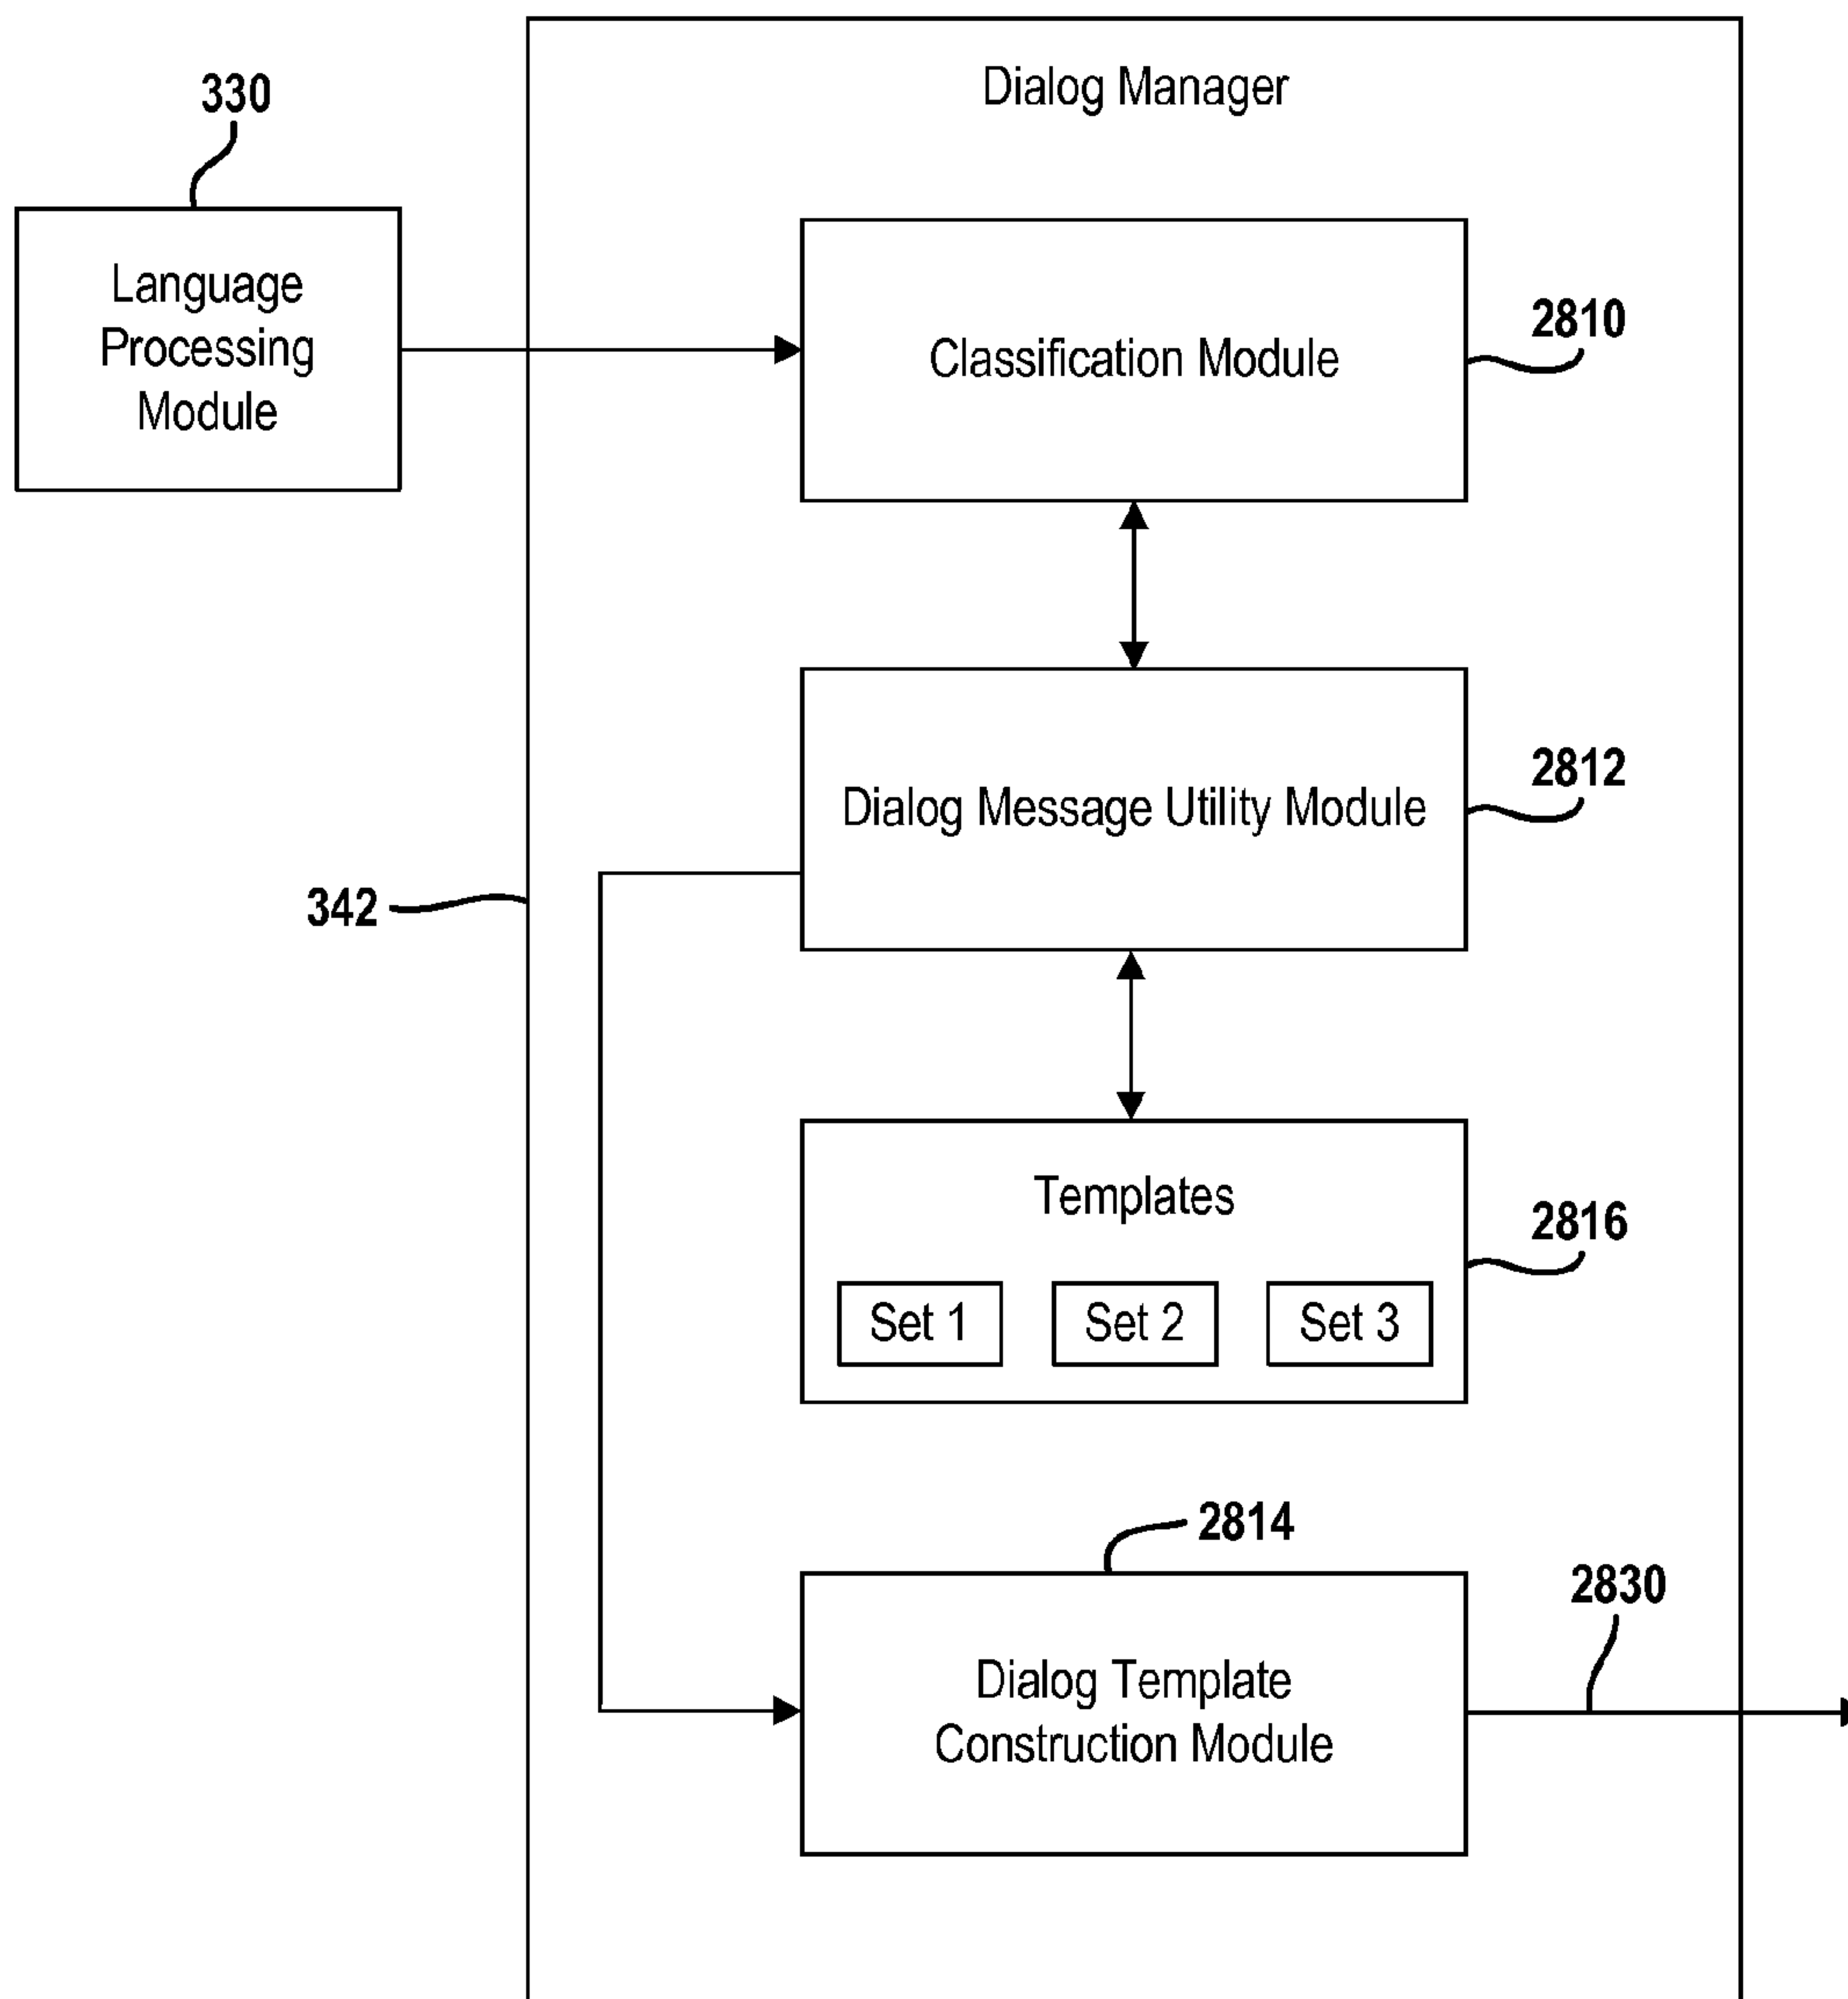 Dialog Manager
330
Language
Processing
Module
Classification Module
2810
Dialog Message Utility Module
2812
342
Templates
2816
Set 1
Set 2
Set 3
2814
2830
Dialog Template
Construction Module